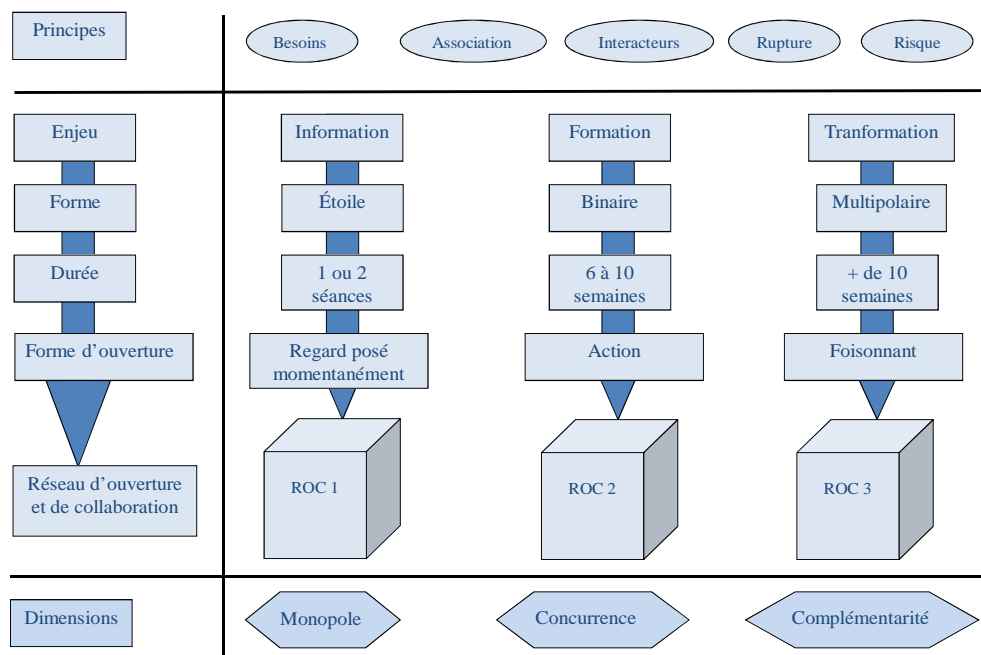 Principes
Besoins
Association
Interacteurs
Rupture
Risque
Enjeu
Information
Formation
Tranformation
Forme
Étoile
Binaire
Multipolaire
Durée
1 ou 2
séances
6 à 10
semaines
+ de 10
semaines
Forme d’ouverture
Regard posé
momentanément
Action
Foisonnant
Réseau d’ouverture
et de collaboration
ROC 1
ROC 2
ROC 3
Dimensions
Monopole
Concurrence
Complémentarité